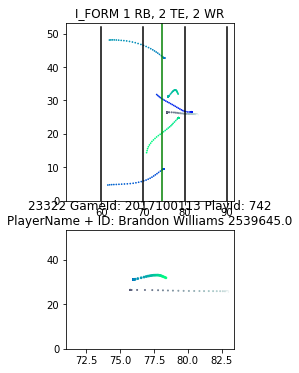 I_FORM 1 RB, 2 TE, 2 WR
50
40
30
20
10
0
60 70 80 90
23322 GameId: 2017100113 PlayId: 742
PlayerName + ID: Brandon Williams 2539645.0
40
20
0
72.5 75.0 77.5 80.0 82.5